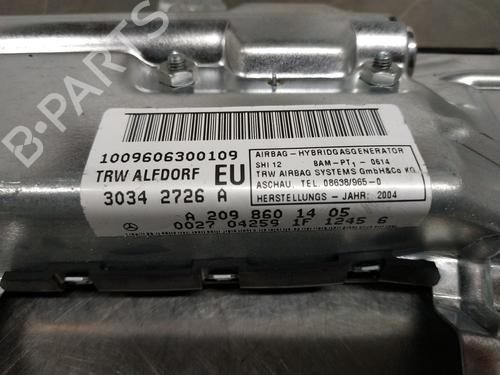 B-PARTS
1009606300109
TRW ALFDORF EU
3034 2726 A
AIRBAG - HYBRIDGASGENERATOR
SHI 12 BAM-PT1-0614
TRW AIRBAG SYSTEMS GmbH&Co KG
ASCHAU. TEL. 08638/965-0
HERSTELLUNGS - JAHR: 2004
A 209 860 14 05
0027 04259 1F 1245 6